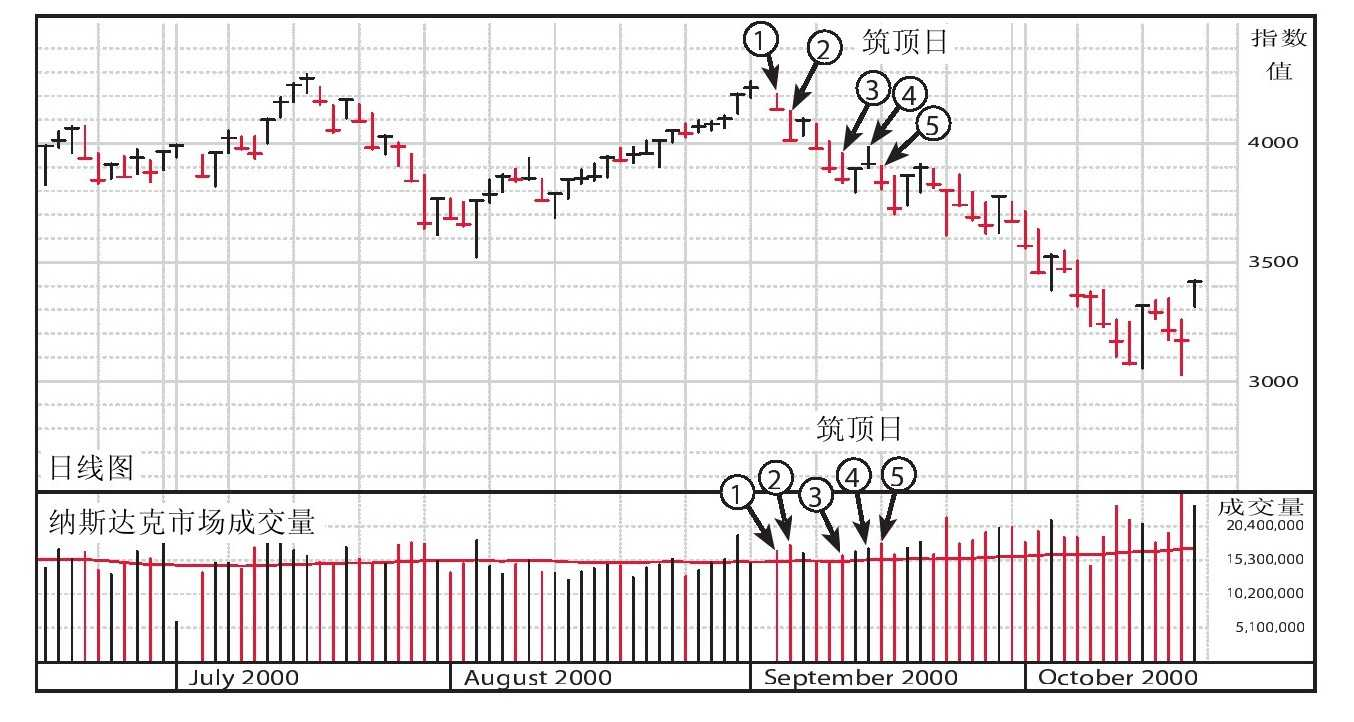 ① ② 筑顶日
指数
值
③ ④
⑤
4000
3500
3000
筑顶日
日线图
① ② ③ ④ ⑤
纳斯达克市场成交量
成交量
20,400,000
15,300,000
10,200,000
5,100,000
July 2000 August 2000 September 2000 October 2000